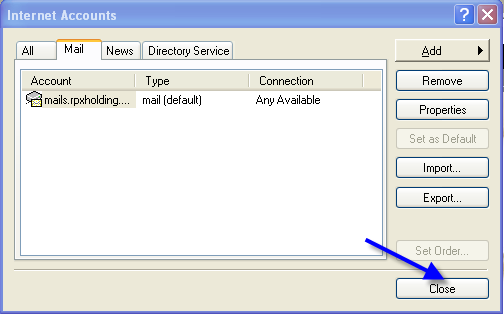 Internet Accounts
All Mail News Directory Service
Add
Account Type Connection
mails.rpxholding.... mail (default) Any Available
Remove
Properties
Set as Default
Import...
Export...
Set Order...
Close